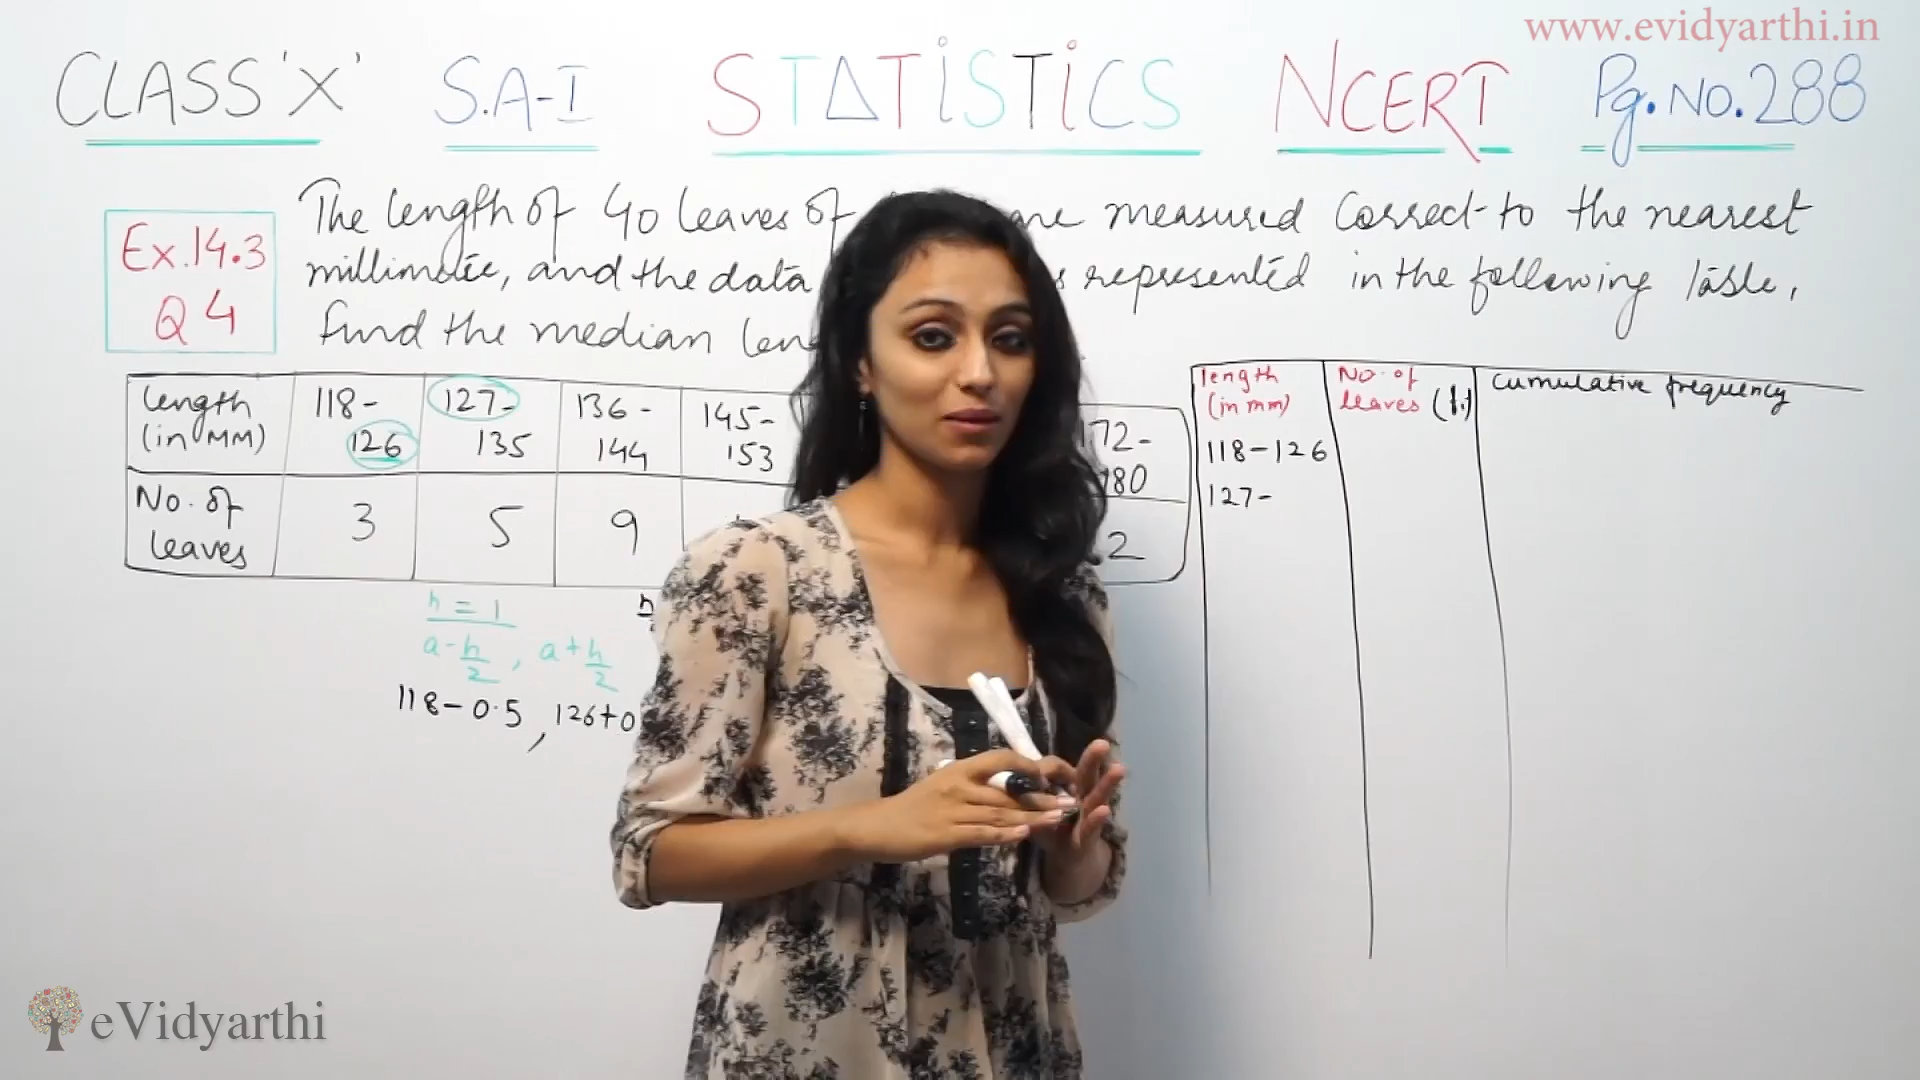 www.evidyarthi.in
CLASS 'X' S.A-I STATISTICS NCERT Pg.No.288
Ex.14.3
Q 4
The length of 40 leaves of are measured correct to the nearest
millimetre, and the data represented in the following table,
find the median
length (in MM) 118-126 127-135 136-144 145-153 172-180
No. of leaves 3 5 9 2
h = 1
a-h/2, a+h/2
118-0.5, 126+0
length (in mm) No. of leaves (f.) Cumulative frequency
118-126
127-
eVidyarthi